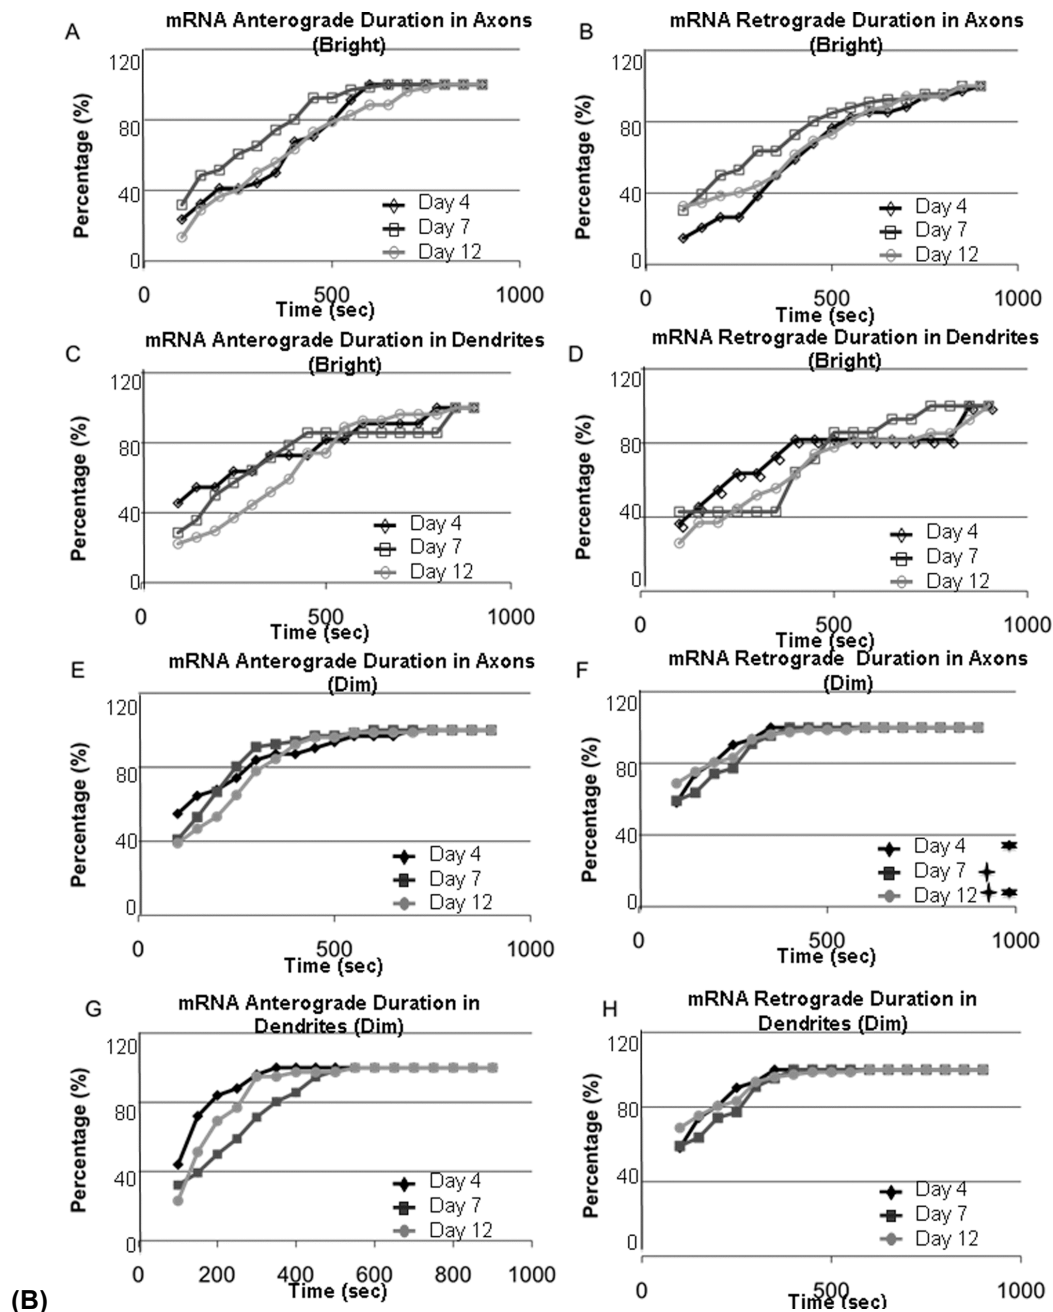 A
mRNA Anterograde Duration in Axons
(Bright)
120
80
40
0
Percentage (%)
Day 4
Day 7
Day 12
0
500
1000
Time (sec)
B
mRNA Retrograde Duration in Axons
(Bright)
120
80
40
0
Percentage (%)
Day 4
Day 7
Day 12
0
500
1000
Time (sec)
C
mRNA Anterograde Duration in Dendrites
(Bright)
120
80
40
0
Percentage (%)
Day 4
Day 7
Day 12
0
500
1000
Time (sec)
D
mRNA Retrograde Duration in Dendrites
(Bright)
120
80
40
0
Percentage (%)
Day 4
Day 7
Day 12
0
500
1000
Time (sec)
E
mRNA Anterograde Duration in Axons
(Dim)
120
80
40
0
Percentage (%)
Day 4
Day 7
Day 12
0
500
1000
Time (sec)
F
mRNA Retrograde Duration in Axons
(Dim)
120
80
40
0
Percentage (%)
Day 4
Day 7
Day 12
0
500
1000
Time (sec)
G
mRNA Anterograde Duration in
Dendrites (Dim)
120
80
40
0
Percentage (%)
Day 4
Day 7
Day 12
0
200
400
600
800
1000
Time (sec)
H
mRNA Retrograde Duration in
Dendrites (Dim)
120
80
40
0
Percentage (%)
Day 4
Day 7
Day 12
0
500
1000
Time (sec)
(B)